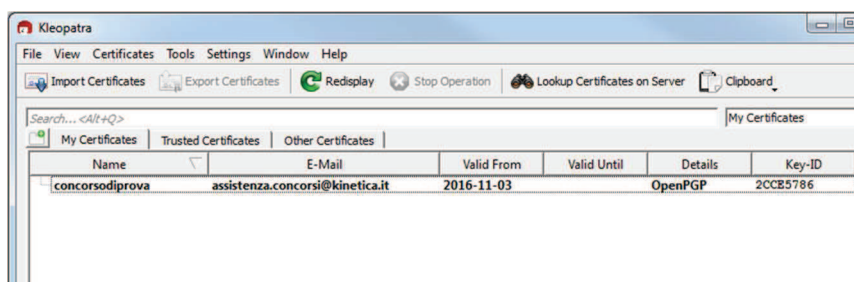 Kleopatra
File View Certificates Tools Settings Window Help
Import Certificates Export Certificates Redisplay Stop Operation Lookup Certificates on Server Clipboard
Search... <Alt+Q> My Certificates
My Certificates Trusted Certificates Other Certificates
Name E-Mail Valid From Valid Until Details Key-ID
concorsodiprova assistenza.concorsi@kinetica.it 2016-11-03 OpenPGP 2CCE5786